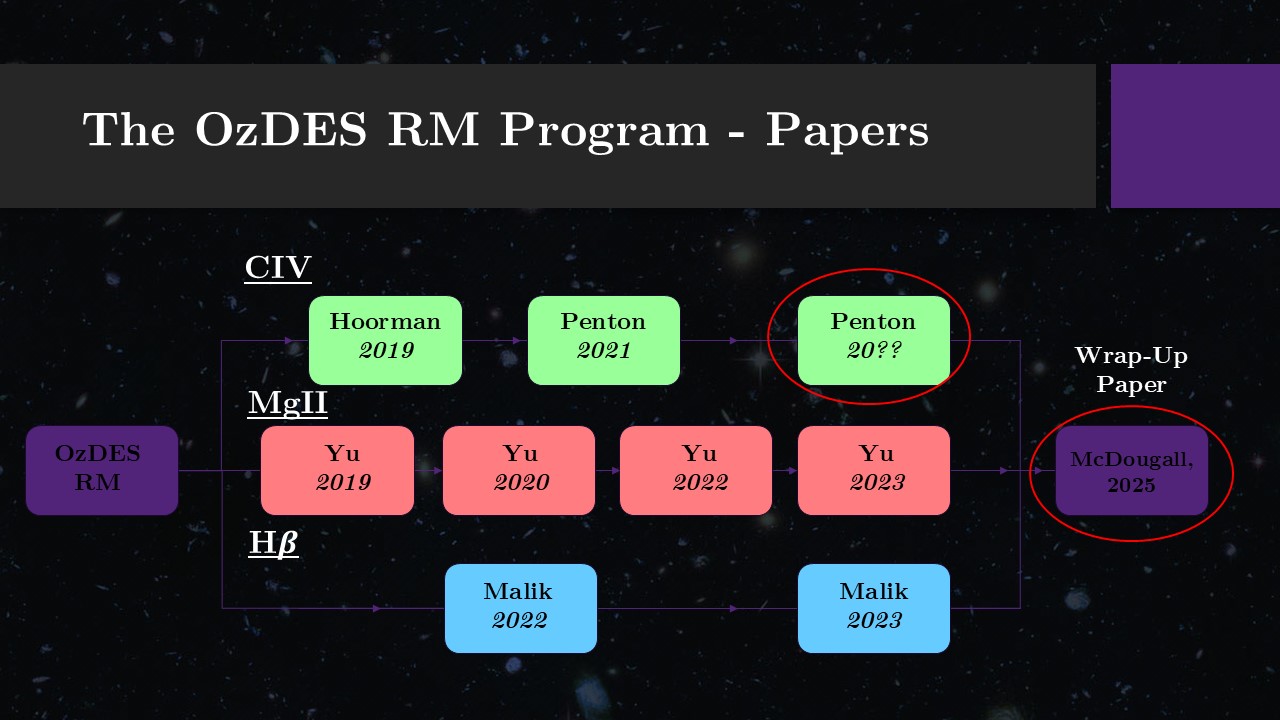 The OzDES RM Program - Papers
CIV
Hoorman
2019
Penton
2021
Penton
20??
Wrap-Up
Paper
MgII
OzDES
RM
Yu
2019
Yu
2020
Yu
2022
Yu
2023
McDougall,
2025
Hβ
Malik
2022
Malik
2023